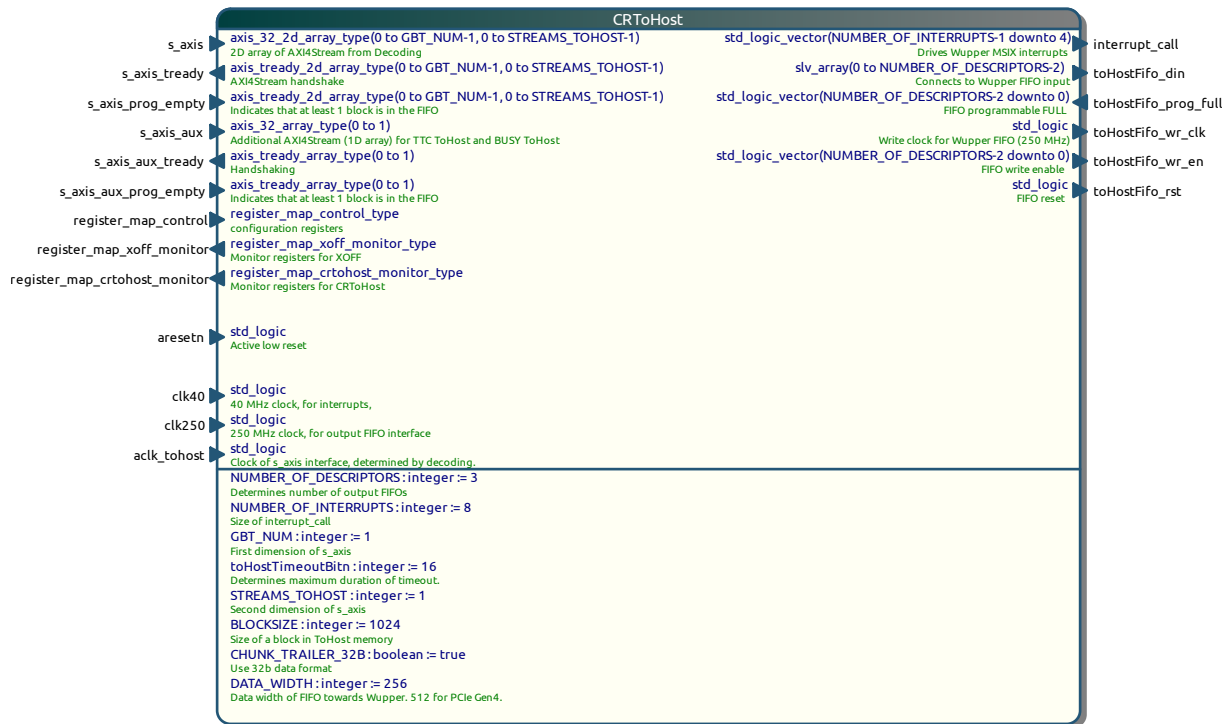 CRToHost
s_axis
axis_32_2d_array_type(0 to GBT_NUM-1, 0 to STREAMS_TOHOST-1)
2D array of AXI4Stream from Decoding
std_logic_vector(NUMBER_OF_INTERRUPTS-1 downto 4)
Drives Wupper MSIX interrupts
interrupt_call
s_axis_tready
axis_tready_2d_array_type(0 to GBT_NUM-1, 0 to STREAMS_TOHOST-1)
AXI4Stream handshake
slv_array(0 to NUMBER_OF_DESCRIPTORS-2)
Connects to Wupper FIFO input
toHostFifo_din
s_axis_prog_empty
axis_tready_2d_array_type(0 to GBT_NUM-1, 0 to STREAMS_TOHOST-1)
Indicates that at least 1 block is in the FIFO
std_logic_vector(NUMBER_OF_DESCRIPTORS-2 downto 0)
FIFO programmable FULL
toHostFifo_prog_full
s_axis_aux
axis_32_array_type(0 to 1)
Additional AXI4Stream (1D array) for TTC ToHost and BUSY ToHost
std_logic
Write clock for Wupper FIFO (250 MHz)
toHostFifo_wr_clk
s_axis_aux_tready
axis_tready_array_type(0 to 1)
Handshaking
std_logic_vector(NUMBER_OF_DESCRIPTORS-2 downto 0)
FIFO write enable
toHostFifo_wr_en
s_axis_aux_prog_empty
axis_tready_array_type(0 to 1)
Indicates that at least 1 block is in the FIFO
std_logic
FIFO reset
toHostFifo_rst
register_map_control
register_map_control_type
configuration registers
register_map_xoff_monitor
register_map_xoff_monitor_type
Monitor registers for XOFF
register_map_crtohost_monitor
register_map_crtohost_monitor_type
Monitor registers for CRToHost
aresetn
std_logic
Active low reset
clk40
std_logic
40 MHz clock, for interrupts,
clk250
std_logic
250 MHz clock, for output FIFO interface
aclk_tohost
std_logic
Clock of s_axis interface, determined by decoding.
NUMBER_OF_DESCRIPTORS : integer := 3
Determines number of output FIFOs
NUMBER_OF_INTERRUPTS : integer := 8
Size of interrupt_call
GBT_NUM : integer := 1
First dimension of s_axis
toHostTimeoutBitn : integer := 16
Determines maximum duration of timeout.
STREAMS_TOHOST : integer := 1
Second dimension of s_axis
BLOCKSIZE : integer := 1024
Size of a block in ToHost memory
CHUNK_TRAILER_32B : boolean := true
Use 32b data format
DATA_WIDTH : integer := 256
Data width of FIFO towards Wupper. 512 for PCIe Gen4.